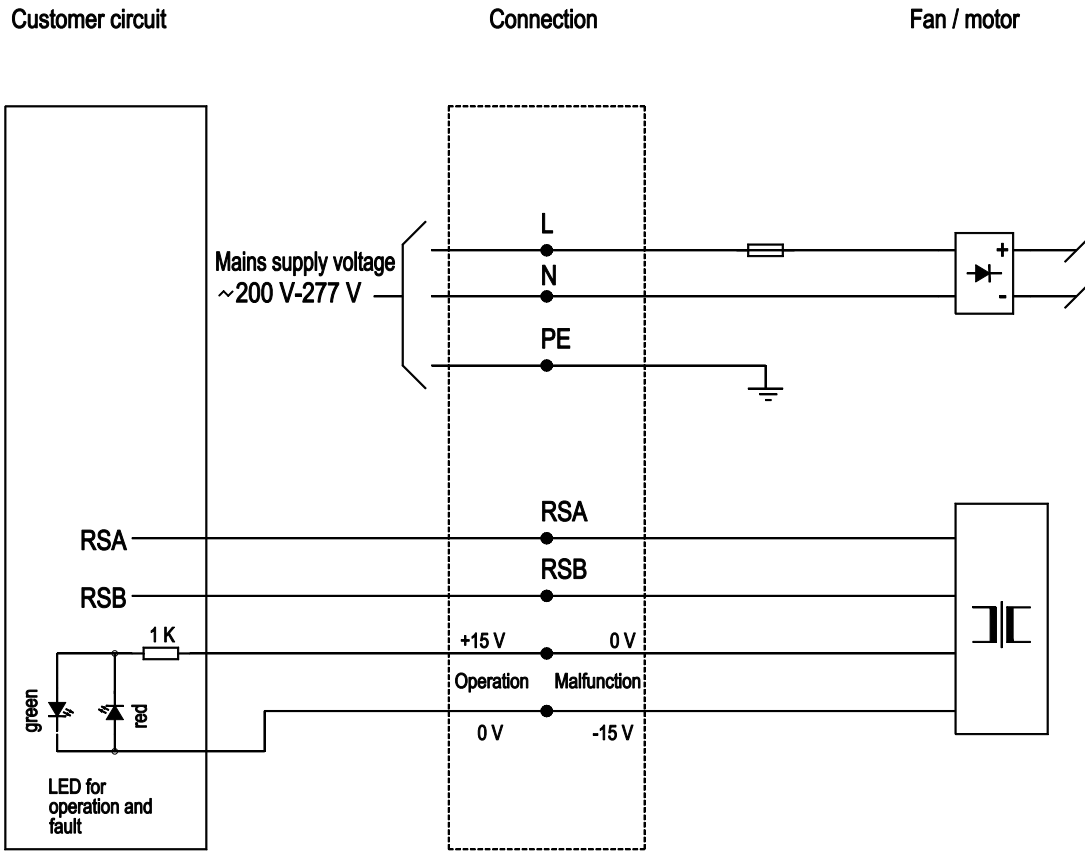 Customer circuit
Connection
Fan / motor
L
Mains supply voltage
~200 V-277 V
N
PE
+
-
RSA
RSA
RSB
RSB
1 K
+15 V
0 V
Operation
Malfunction
0 V
-15 V
green
red
LED for
operation and
fault